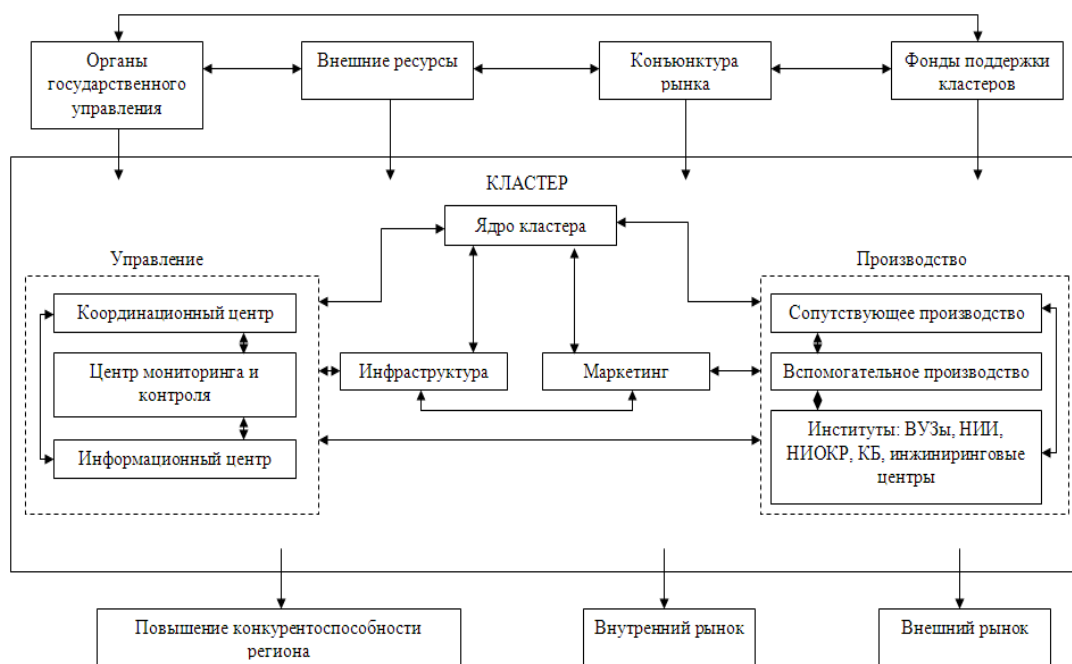 Органы
государственного
управления
Внешние ресурсы
Конъюнктура
рынка
Фонды поддержки
кластеров
КЛАСТЕР
Ядро кластера
Управление
Координационный центр
Центр мониторинга и
контроля
Информационный центр
Инфраструктура
Маркетинг
Производство
Сопутствующее производство
Вспомогательное производство
Институты: ВУЗы, НИИ,
НИОКР, КБ, инжиниринговые
центры
Повышение конкурентоспособности
региона
Внутренний рынок
Внешний рынок